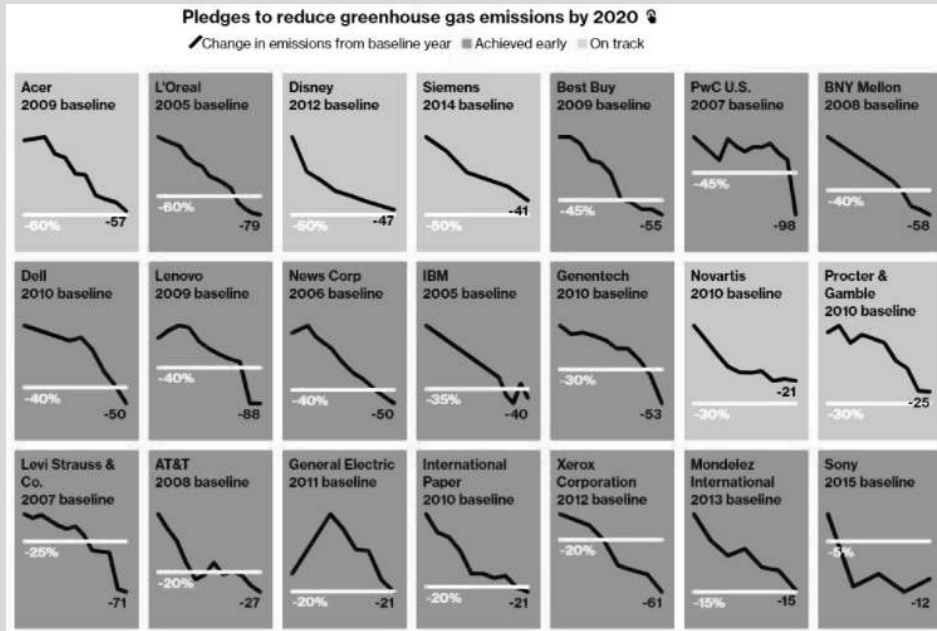 Pledges to reduce greenhouse gas emissions by 2020
Change in emissions from baseline year Achieved early On track
Acer
2009 baseline
-60%
-57
L'Oreal
2005 baseline
-60%
-79
Disney
2012 baseline
-50%
-47
Siemens
2014 baseline
-50%
-41
Best Buy
2009 baseline
-45%
-55
PwC U.S.
2007 baseline
-45%
-98
BNY Mellon
2008 baseline
-40%
-58
Dell
2010 baseline
-40%
-50
Lenovo
2009 baseline
-40%
-88
News Corp
2006 baseline
-40%
-50
IBM
2005 baseline
-35%
-40
Genentech
2010 baseline
-30%
-53
Novartis
2010 baseline
-30%
-21
Procter &
Gamble
2010 baseline
-30%
-25
Levi Strauss &
Co.
2007 baseline
-25%
-71
AT&T
2008 baseline
-20%
-27
General Electric
2011 baseline
-20%
-21
International
Paper
2010 baseline
-20%
-21
Xerox
Corporation
2012 baseline
-20%
-61
Mondelez
International
2013 baseline
-15%
-15
Sony
2015 baseline
-5%
-12